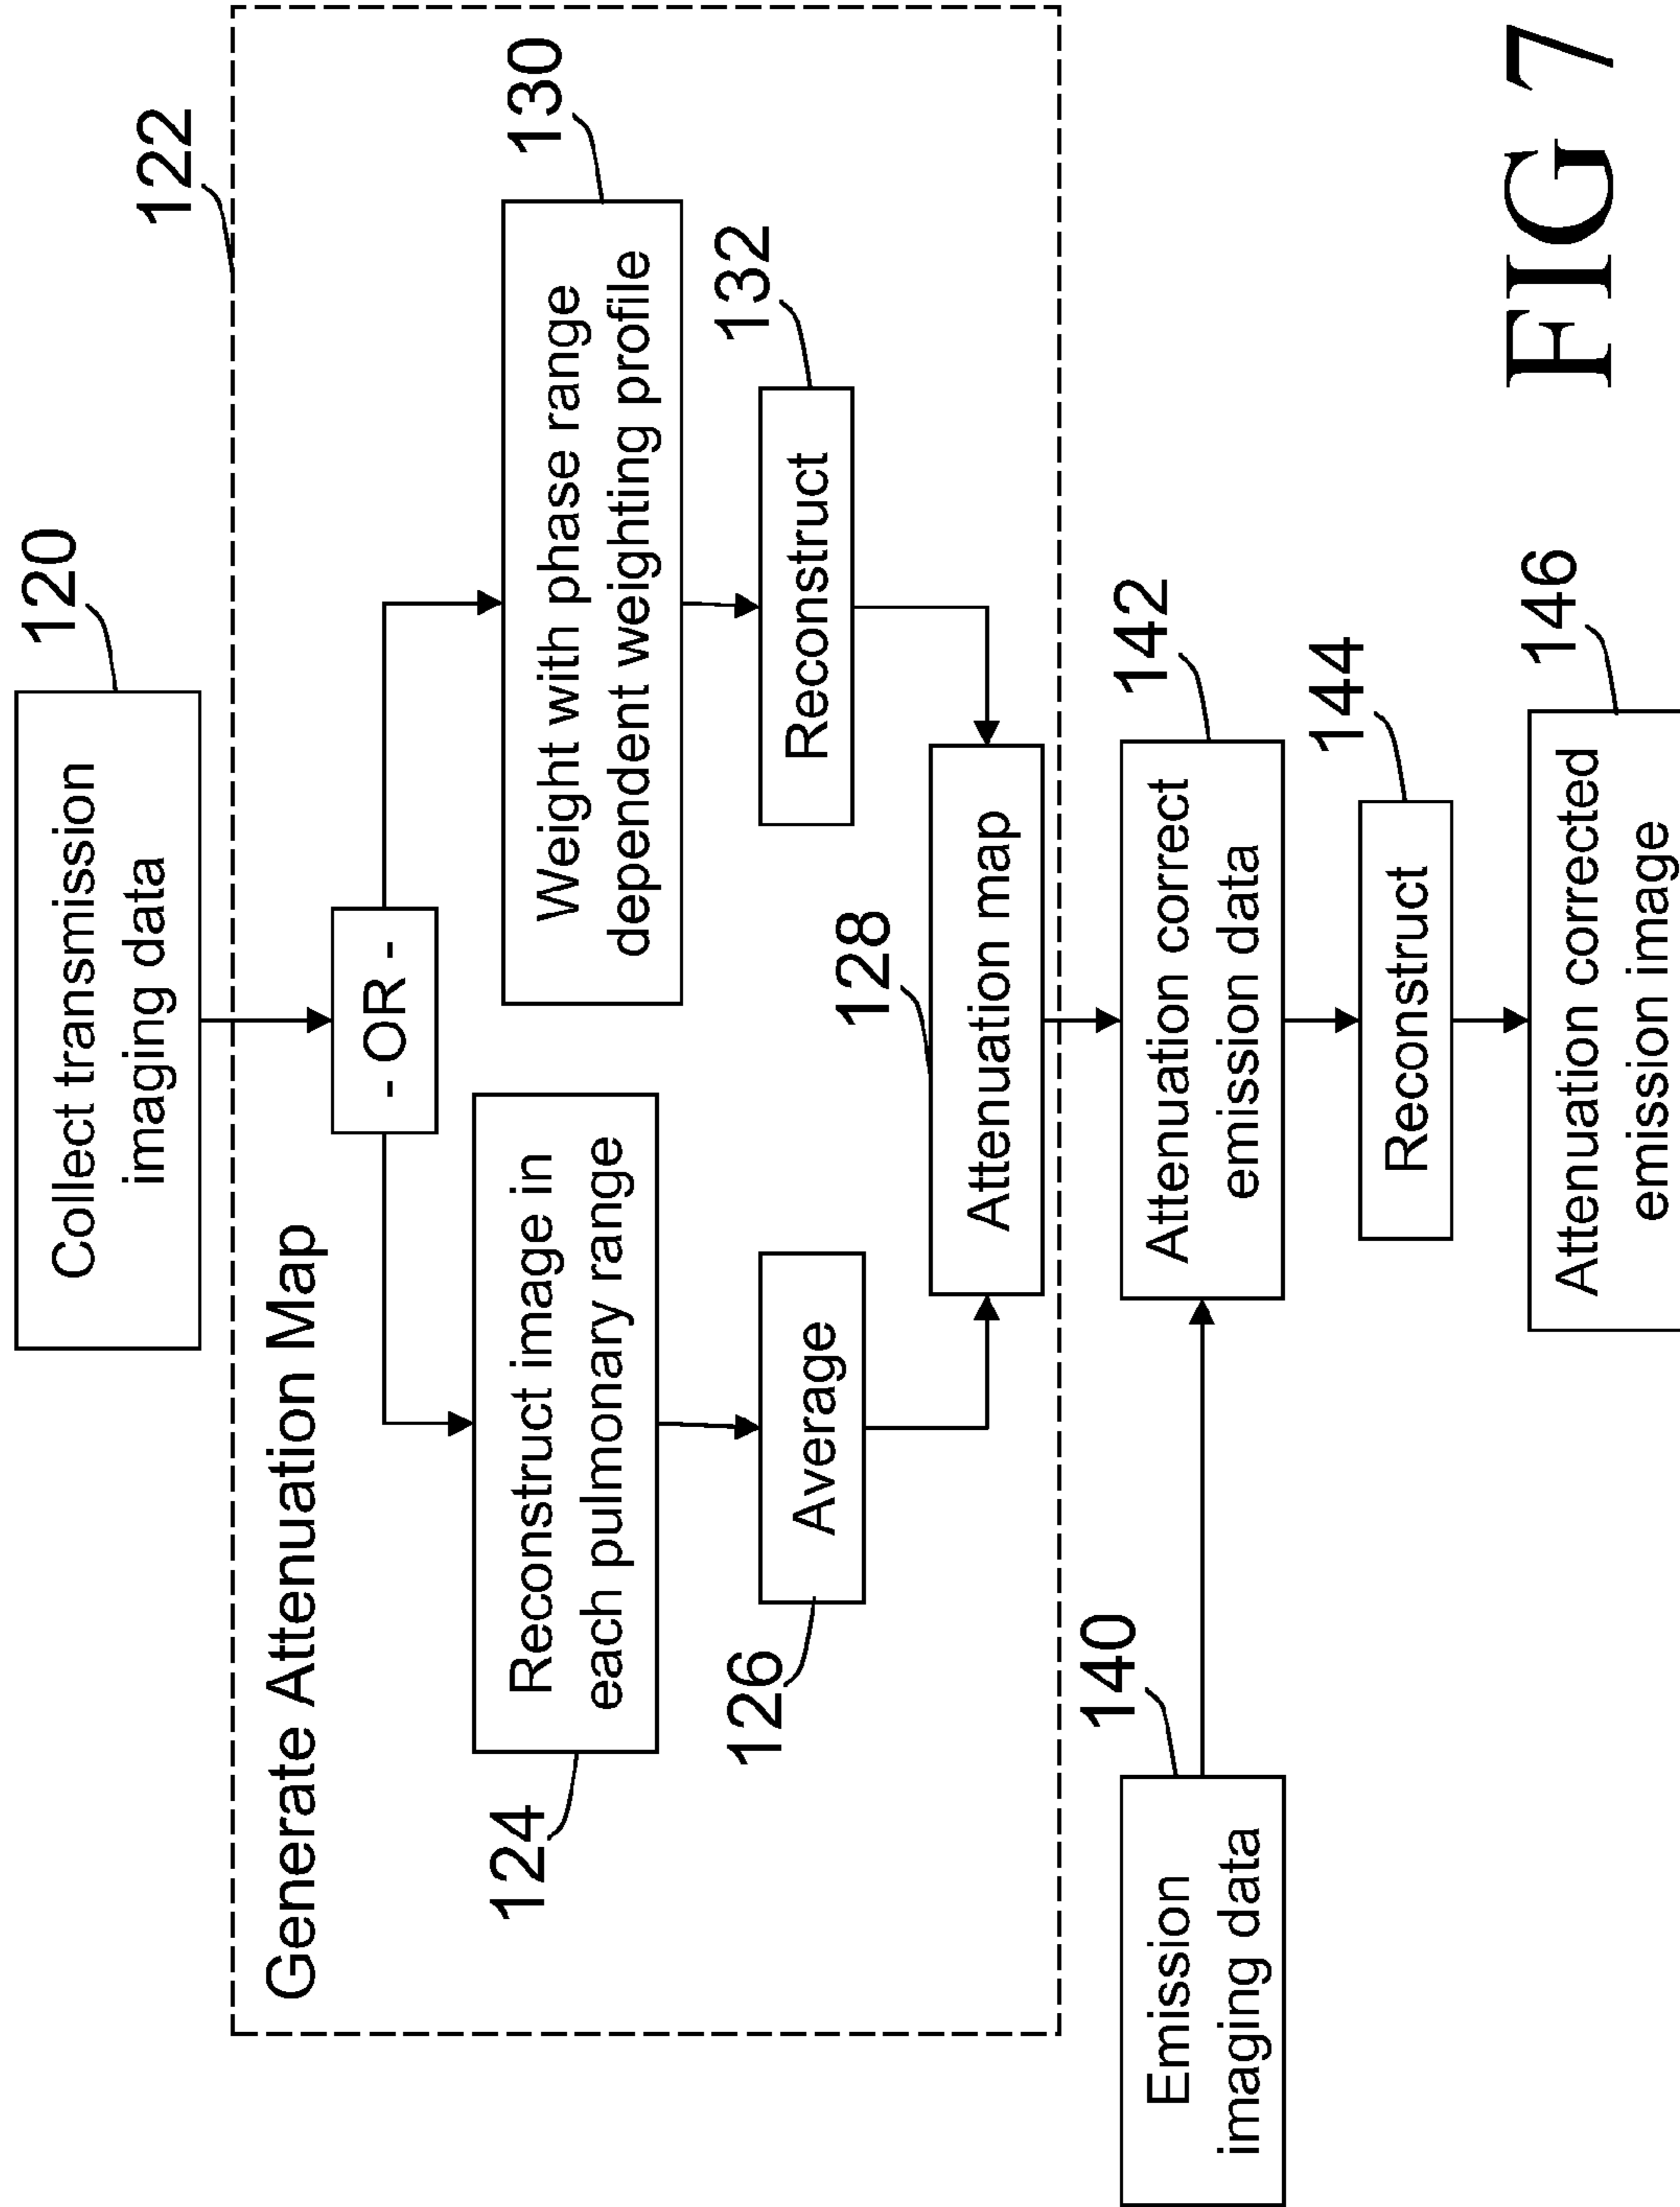 120
Collect transmission
imaging data
122
Generate Attenuation Map
- OR -
124
Reconstruct image in
each pulmonary range
130
Weight with phase range
dependent weighting profile
126
Average
132
Reconstruct
128
Attenuation map
140
Emission
imaging data
142
Attenuation correct
emission data
144
Reconstruct
146
Attenuation corrected
emission image
FIG 7